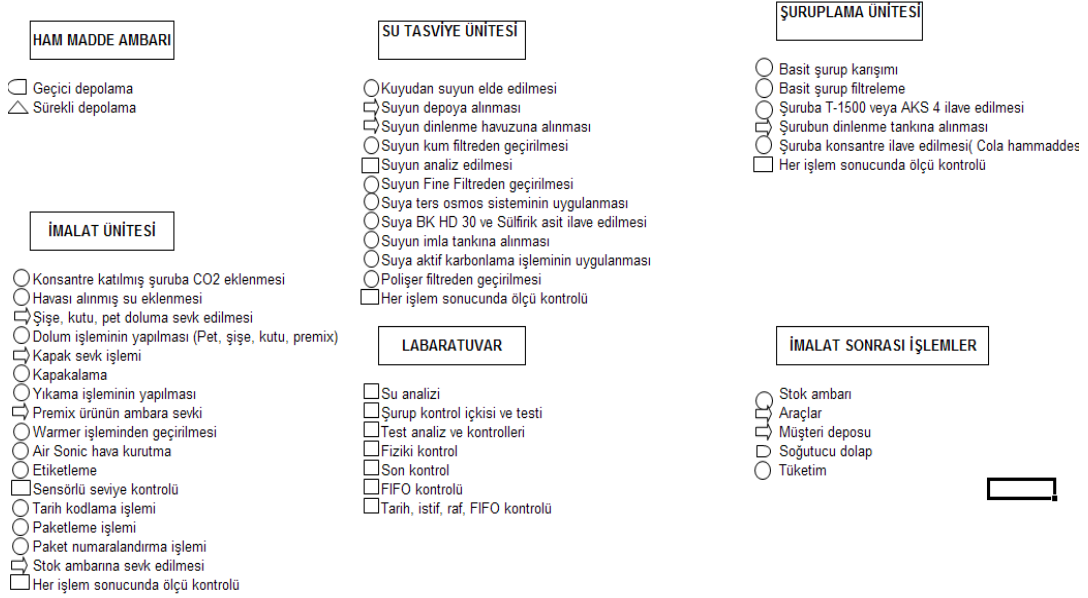 HAM MADDE AMBARI
Geçici depolama
Sürekli depolama
SU TASVİYE ÜNİTESİ
Kuyudan suyun elde edilmesi
Suyun depoya alınması
Suyun dinlenme havuzuna alınması
Suyun kum filtreden geçirilmesi
Suyun analiz edilmesi
Suyun Fine Filtreden geçirilmesi
Suya ters osmos sisteminin uygulanması
Suya BK HD 30 ve Sülfirik asit ilave edilmesi
Suyun imla tankına alınması
Suya aktif karbonlama işleminin uygulanması
Polişer filtreden geçirilmesi
Her işlem sonucunda ölçü kontrolü
ŞURUPLAMA ÜNİTESİ
Basit şurup karışımı
Basit şurup filtreleme
Şuruba T-1500 veya AKS 4 ilave edilmesi
Şurubun dinlenme tankına alınması
Şuruba konsantre ilave edilmesi( Cola hammaddes
Her işlem sonucunda ölçü kontrolü
İMALAT ÜNİTESİ
Konsantre katılmış şuruba CO2 eklenmesi
Havası alınmış su eklenmesi
Şişe, kutu, pet doluma sevk edilmesi
Dolum işleminin yapılması (Pet, şişe, kutu, premix)
Kapak sevk işlemi
Kapakalama
Yıkama işleminin yapılması
Premix ürünün ambara sevki
Warmer işleminden geçirilmesi
Air Sonic hava kurutma
Etiketleme
Sensörlü seviye kontrolü
Tarih kodlama işlemi
Paketleme işlemi
Paket numaralandırma işlemi
Stok ambarına sevk edilmesi
Her işlem sonucunda ölçü kontrolü
LABARATUVAR
Su analizi
Şurup kontrol içkisi ve testi
Test analiz ve kontrolleri
Fiziki kontrol
Son kontrol
FIFO kontrolü
Tarih, istif, raf, FIFO kontrolü
İMALAT SONRASI İŞLEMLER
Stok ambarı
Araçlar
Müşteri deposu
Soğutucu dolap
Tüketim